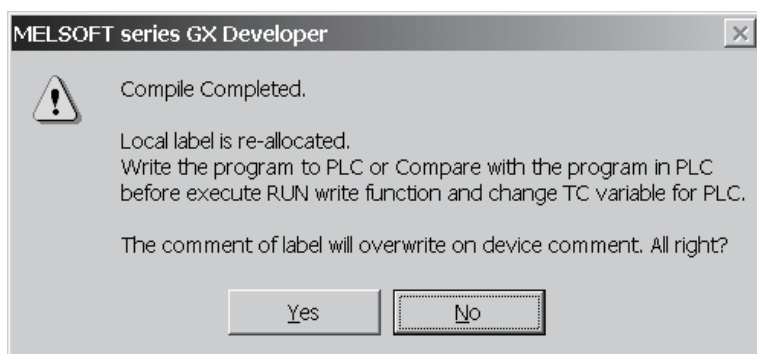 MELSOFT series GX Developer
Compile Completed.
Local label is re-allocated.
Write the program to PLC or Compare with the program in PLC
before execute RUN write function and change TC variable for PLC.
The comment of label will overwrite on device comment. All right?
Yes
No